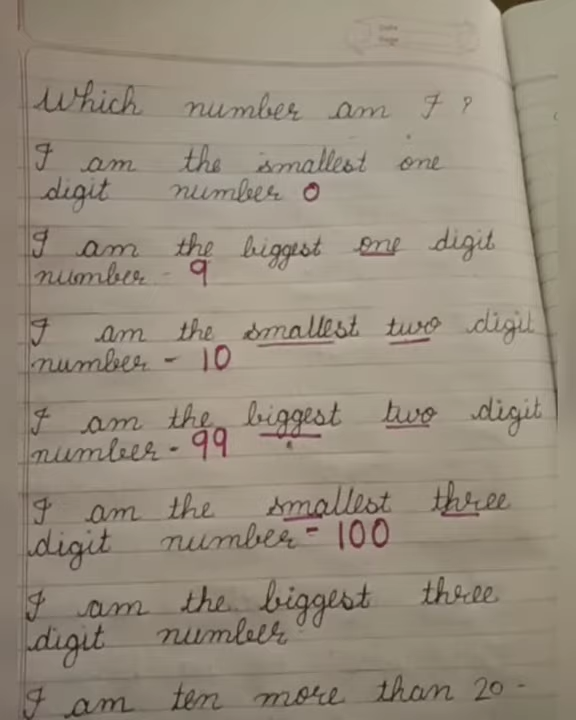 Which number am I ?
I am the smallest one
digit number 0
I am the biggest one digit
number - 9
I am the smallest two digit
number - 10
I am the biggest two digit
number - 99
I am the smallest three
digit number - 100
I am the biggest three
digit number
I am ten more than 20 -